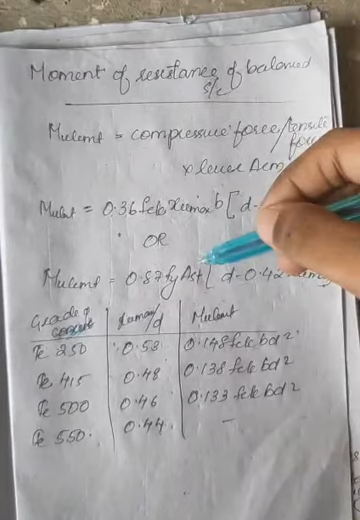 Moment of resistance of balanced
s/c
Mulimt = compressive force/tensile force
x lever Arm
Mulimt = 0.36 fck xumax b [ d -
OR
Mulimt = 0.87 fy Ast [ d - 0.42
Grade of concrete | xumax/d | Mulimt
Fe 250 | 0.53 | 0.148 fck bd²
Fe 415 | 0.48 | 0.138 fck bd²
Fe 500 | 0.46 | 0.133 fck bd²
Fe 550. | 0.44 | -